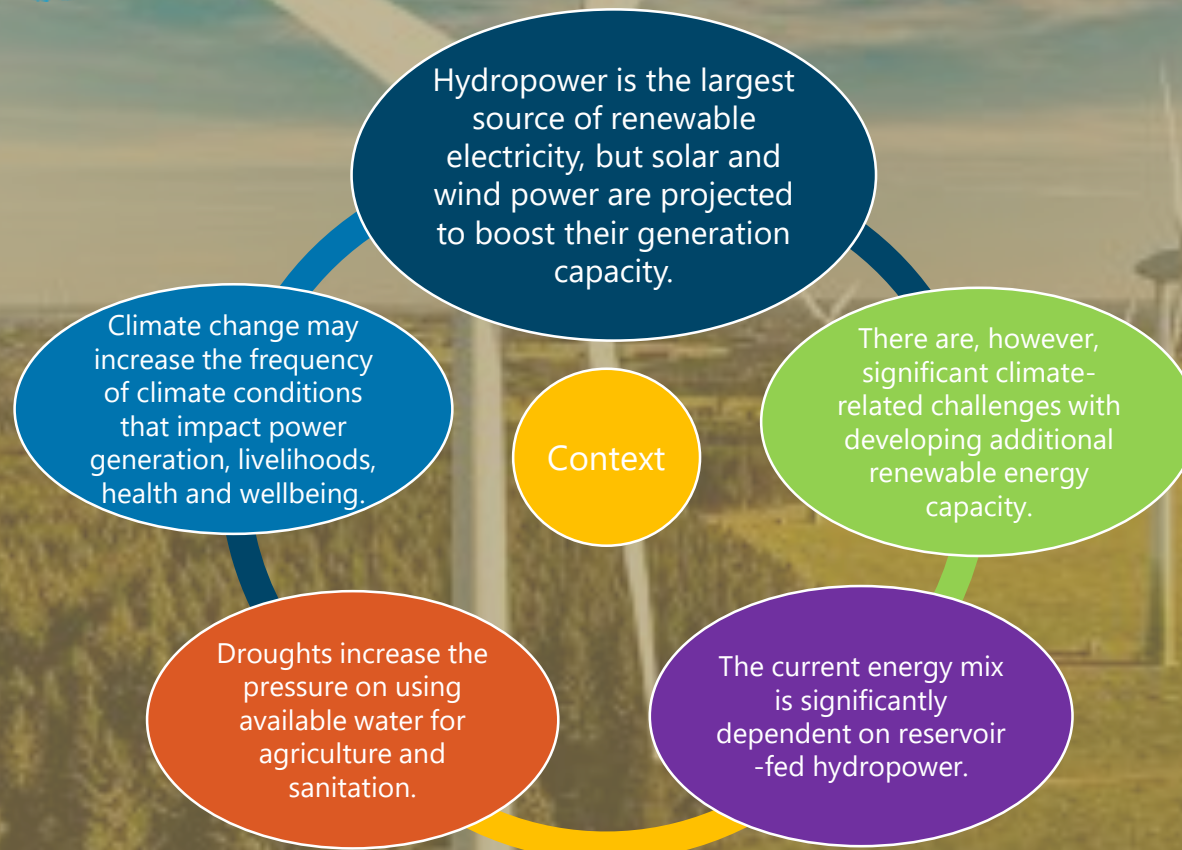 Hydropower is the largest
source of renewable
electricity, but solar and
wind power are projected
to boost their generation
capacity.
There are, however,
significant climate-
related challenges with
developing additional
renewable energy
capacity.
The current energy mix
is significantly
dependent on reservoir
-fed hydropower.
Droughts increase the
pressure on using
available water for
agriculture and
sanitation.
Climate change may
increase the frequency
of climate conditions
that impact power
generation, livelihoods,
health and wellbeing.
Context